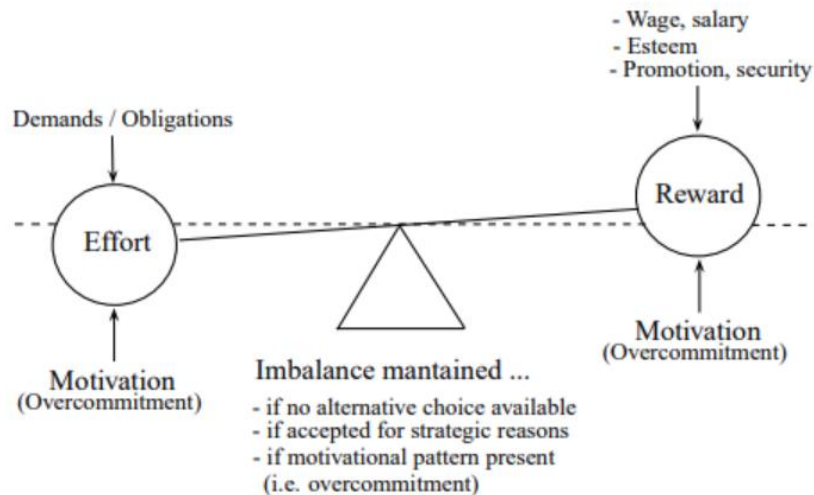 - Wage, salary
- Esteem
- Promotion, security
Demands / Obligations
Reward
Effort
Motivation
(Overcommitment)
Motivation
(Overcommitment)
Imbalance mantained ...
- if no alternative choice available
- if accepted for strategic reasons
- if motivational pattern present
(i.e. overcommitment)